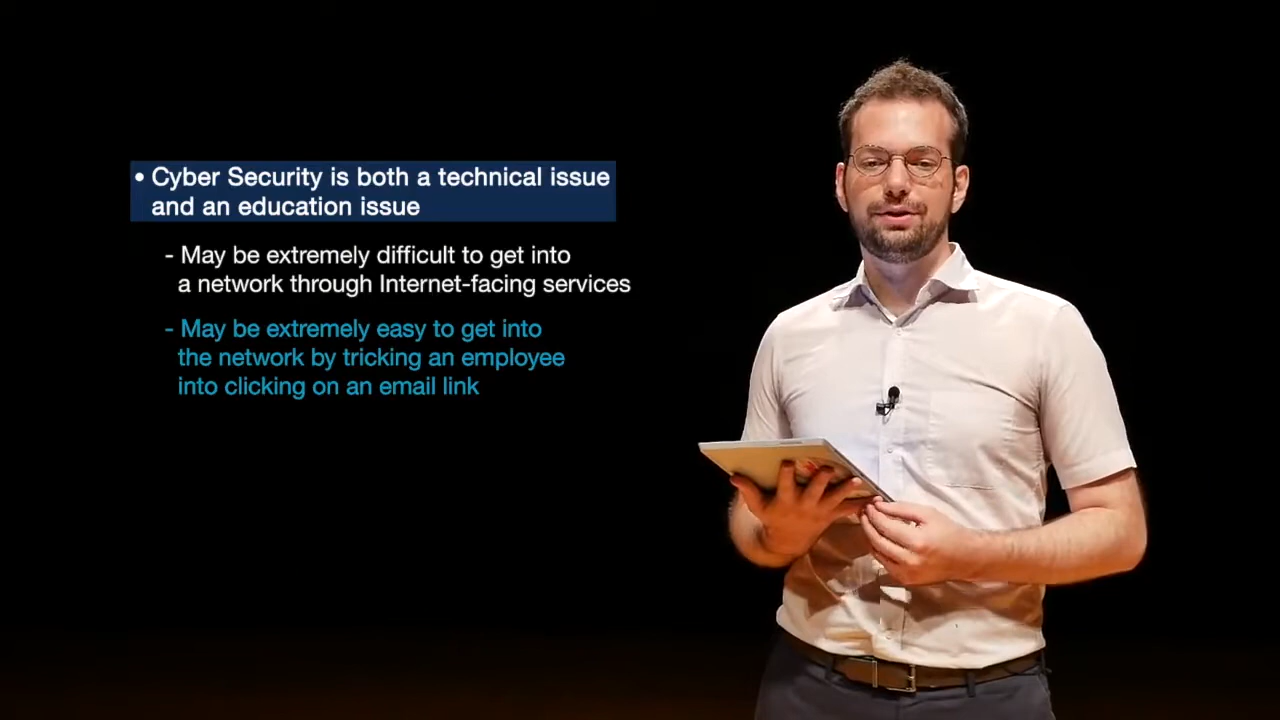 • Cyber Security is both a technical issue
and an education issue
- May be extremely difficult to get into
a network through Internet-facing services
- May be extremely easy to get into
the network by tricking an employee
into clicking on an email link